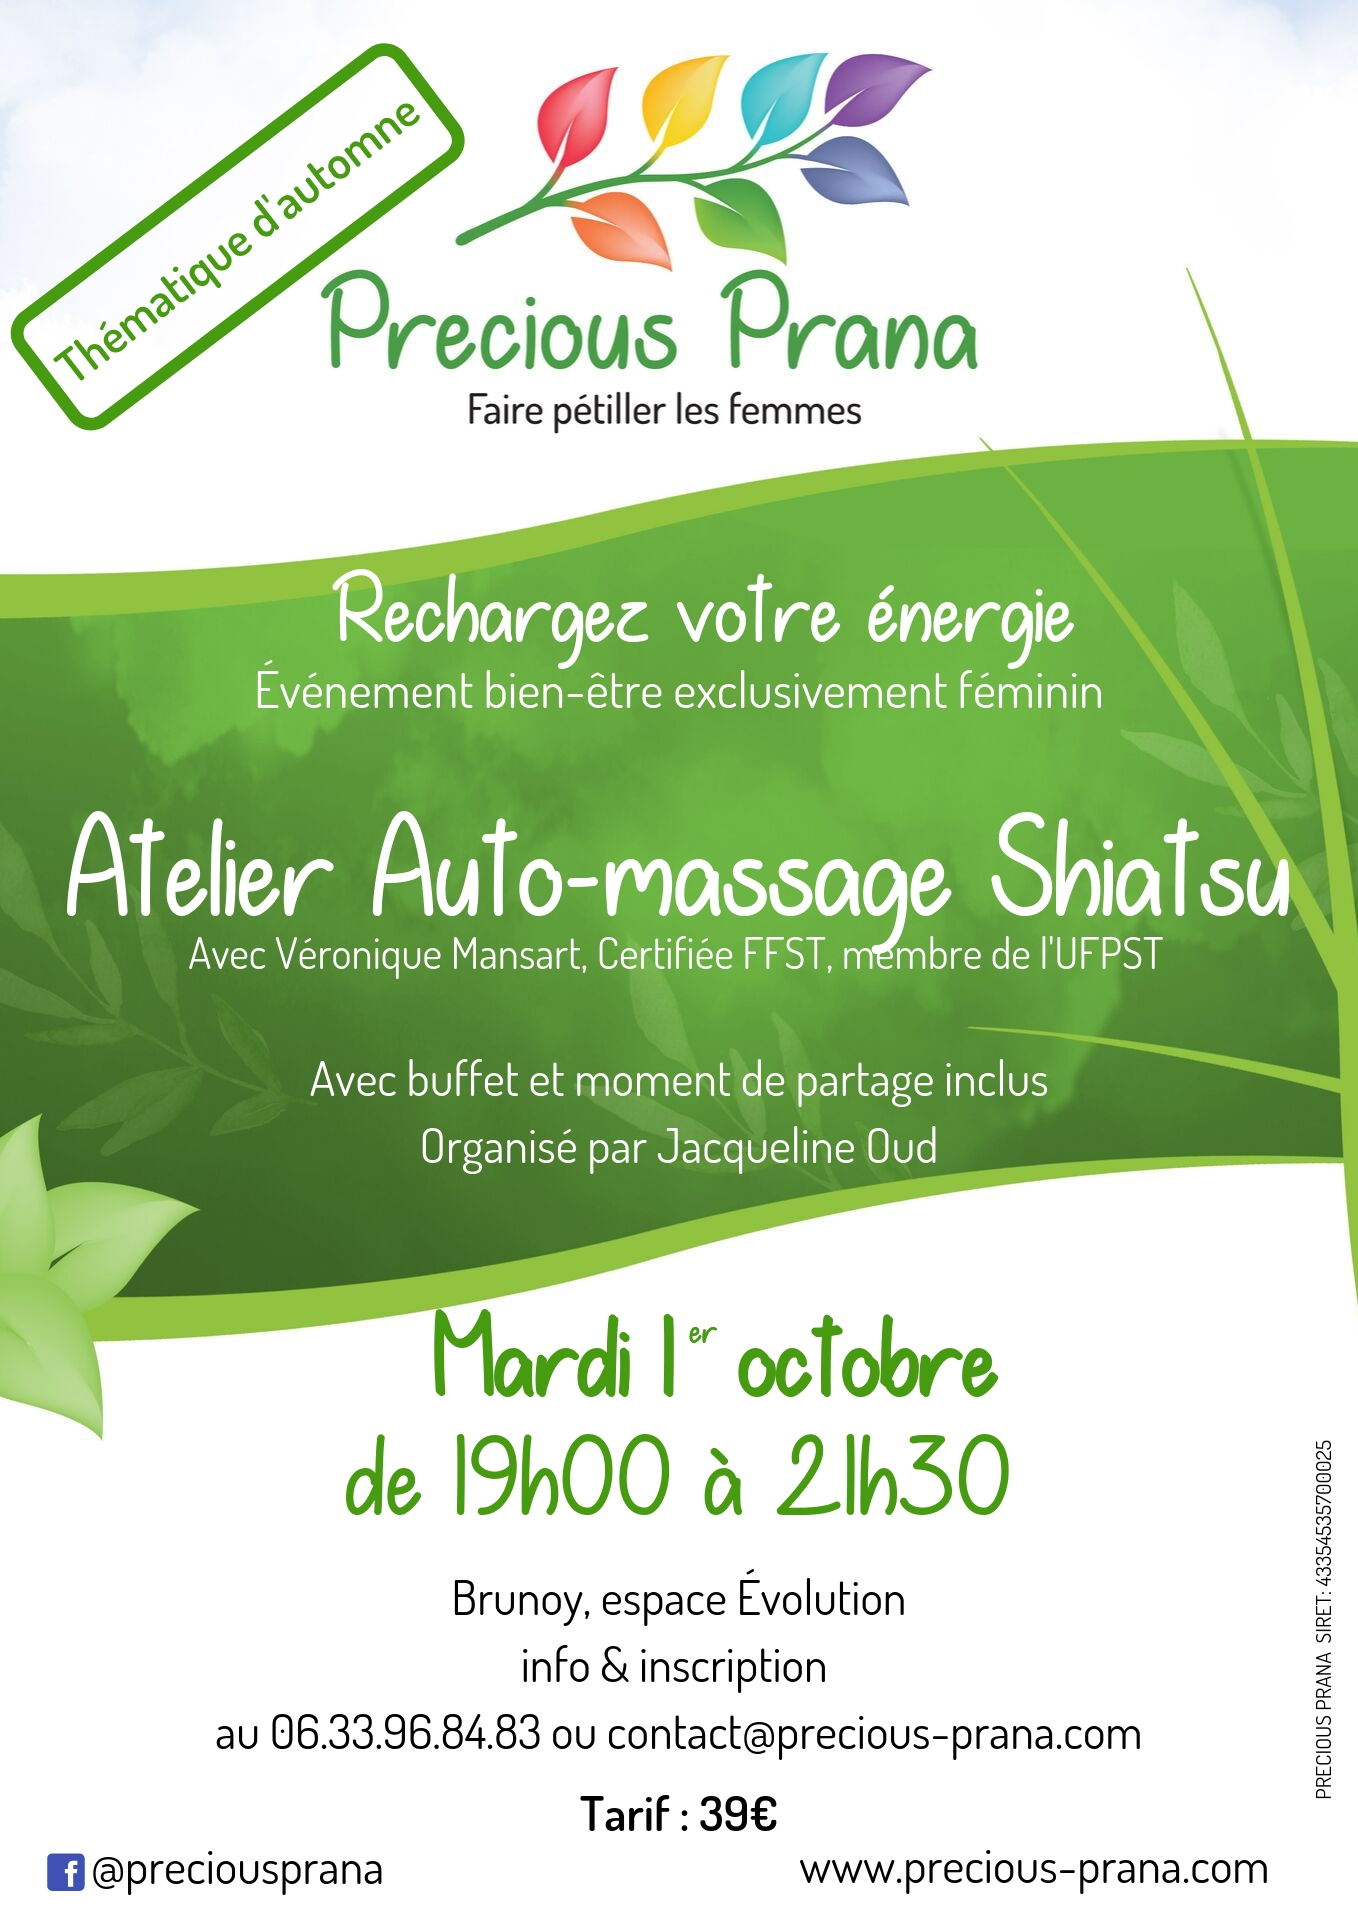 Thématique d'automne
Precious Prana
Faire pétiller les femmes
Rechargez votre énergie
Événement bien-être exclusivement féminin
Atelier Auto-massage Shiatsu
Avec Véronique Mansart, Certifiée FFST, membre de l'UFPST
Avec buffet et moment de partage inclus
Organisé par Jacqueline Oud
Mardi 1er octobre
de 19h00 à 21h30
Brunoy, espace Évolution
info & inscription
au 06.33.96.84.83 ou contact@precious-prana.com
Tarif : 39€
f @preciousprana
www.precious-prana.com
PRECIOUS PRANA SIRET: 43354535700025